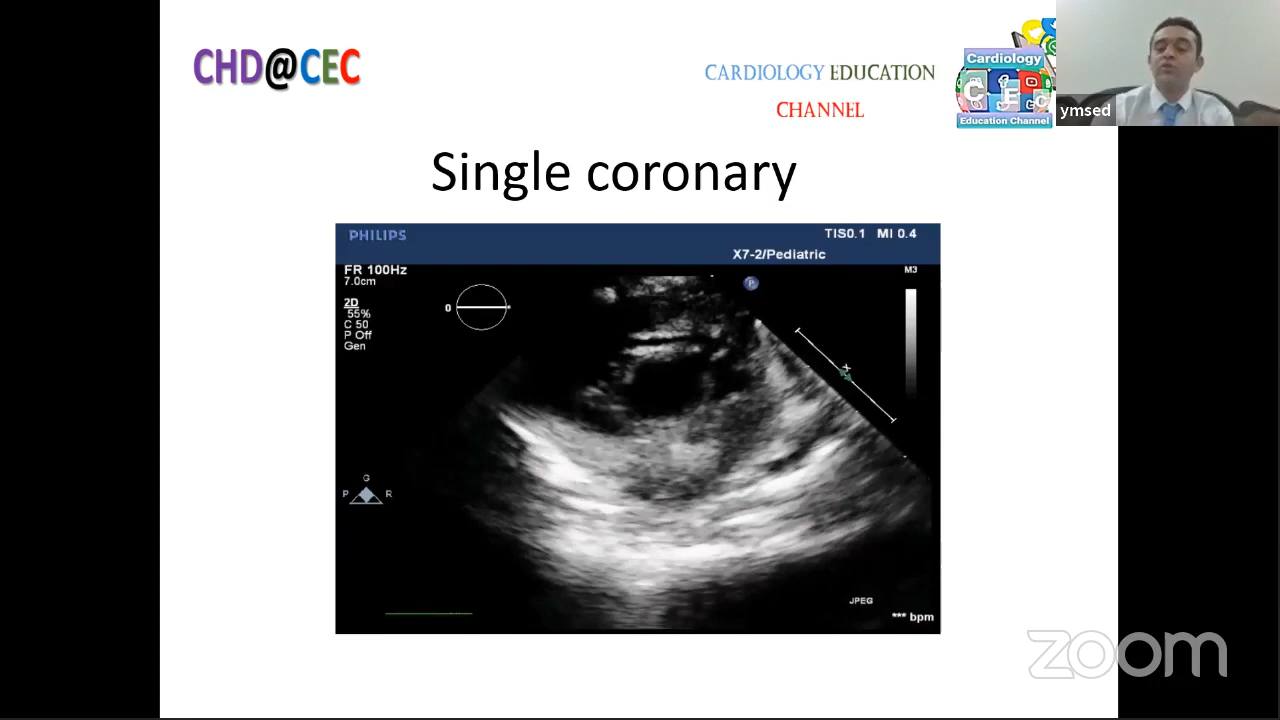 CHD@CEC
CARDIOLOGY EDUCATION
CHANNEL
Cardiology
Education Channel
ymsed
Single coronary
PHILIPS
TIS0.1 MI 0.4
X7-2/Pediatric
FR 100Hz
7.0cm
M3
2D
55%
C 50
P Off
Gen
0
P
G
P R
JPEG
*** bpm
zoom